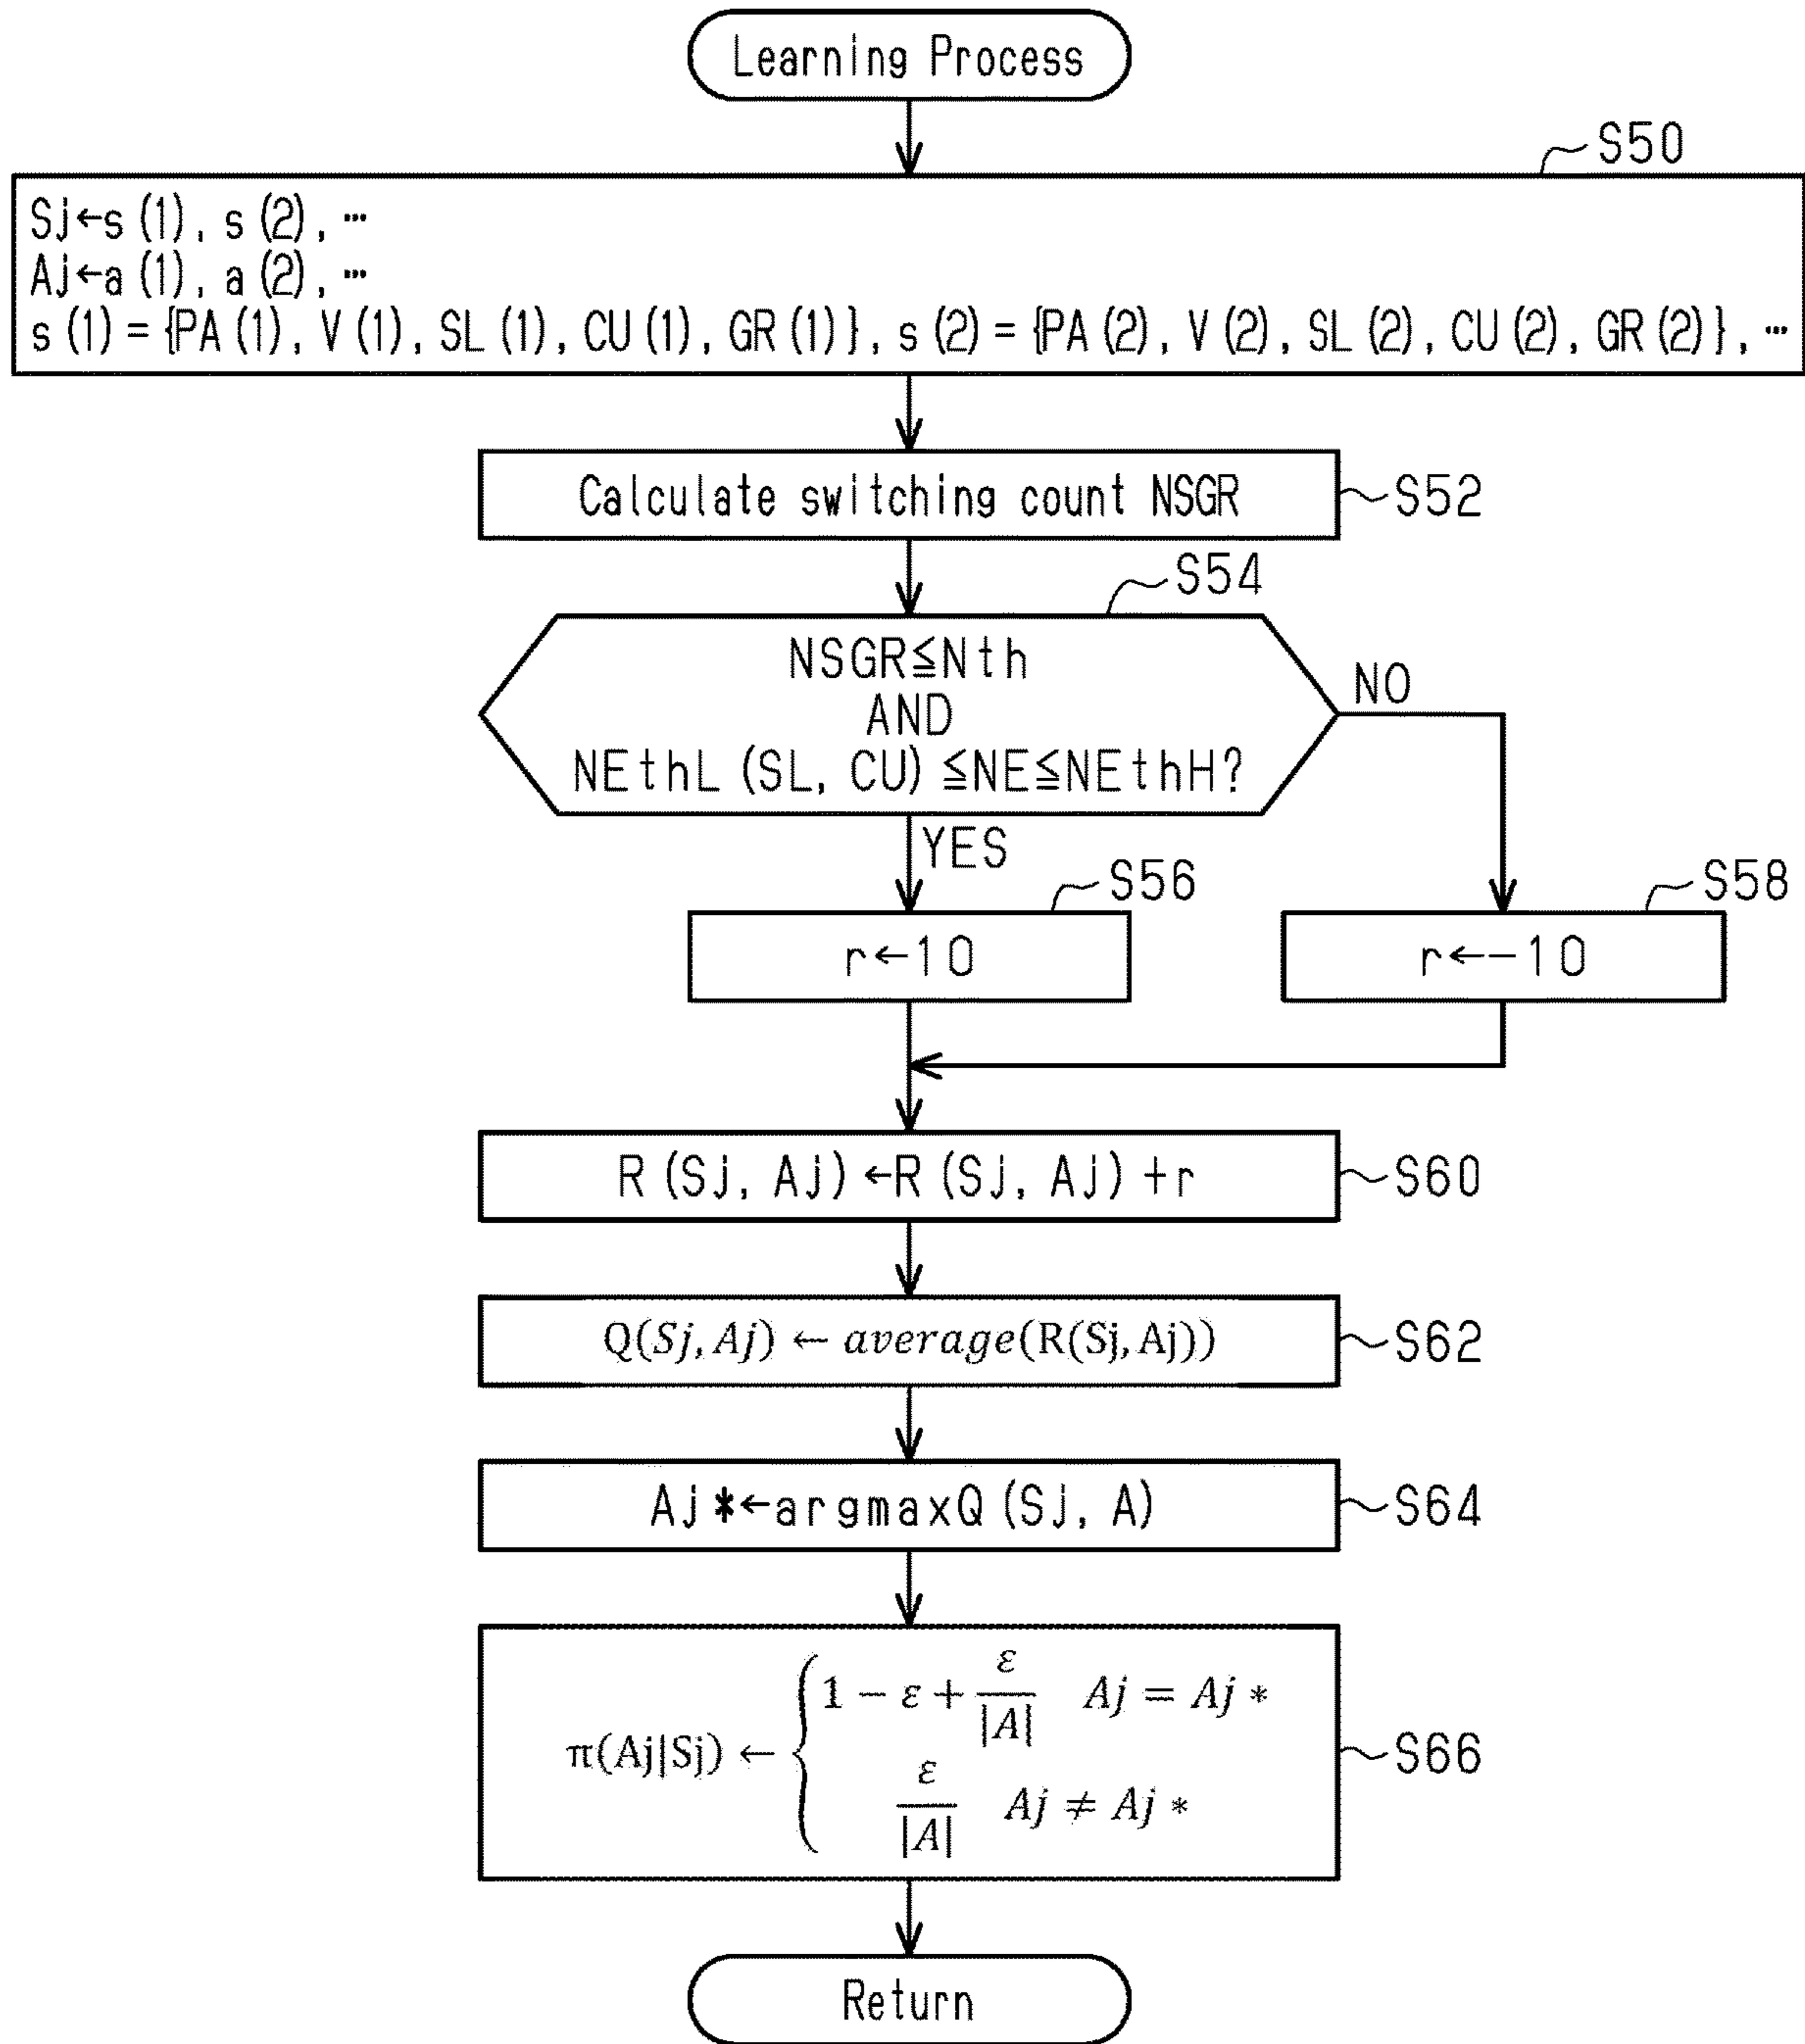 Learning Process
S50
Sj←s(1), s(2), ⋯
Aj←a(1), a(2), ⋯
s(1)={PA(1), V(1), SL(1), CU(1), GR(1)}, s(2)={PA(2), V(2), SL(2), CU(2), GR(2)}, ⋯
Calculate switching count NSGR
S52
S54
NSGR≦Nth
AND
NEthL(SL, CU)≦NE≦NEthH?
NO
YES
S56
S58
r←10
r←−10
R(Sj, Aj)←R(Sj, Aj)+r
S60
Q(Sj, Aj) ← average(R(Sj, Aj))
S62
Aj*←argmaxQ(Sj, A)
S64
π(Aj|Sj) ← { 1 − ε + ε/|A| Aj = Aj *
ε/|A| Aj ≠ Aj *
S66
Return